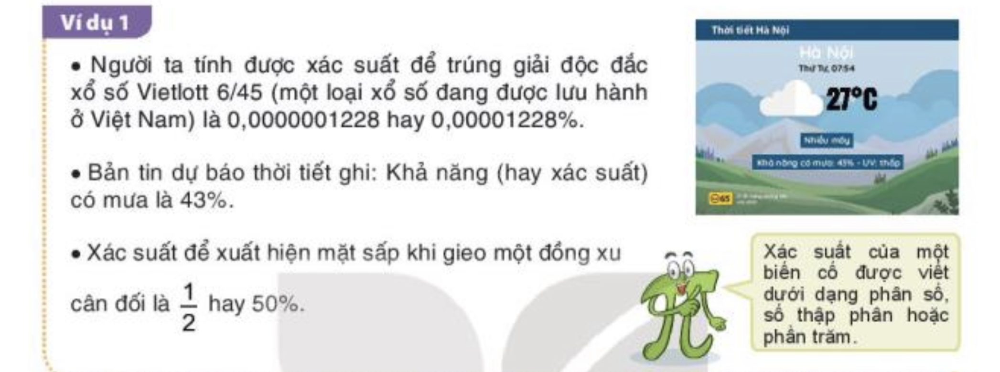 Ví dụ 1
• Người ta tính được xác suất để trúng giải độc đắc
xổ số Vietlott 6/45 (một loại xổ số đang được lưu hành
ở Việt Nam) là 0,0000001228 hay 0,00001228%.
• Bản tin dự báo thời tiết ghi: Khả năng (hay xác suất)
có mưa là 43%.
• Xác suất để xuất hiện mặt sấp khi gieo một đồng xu
cân đối là 1/2 hay 50%.
Thời tiết Hà Nội
Hà Nội
Thứ Tư, 07:54
27°C
Nhiều mây
Khả năng có mưa: 43% - UV: thấp
65
Xác suất của một
biến cố được viết
dưới dạng phân số,
số thập phân hoặc
phần trăm.